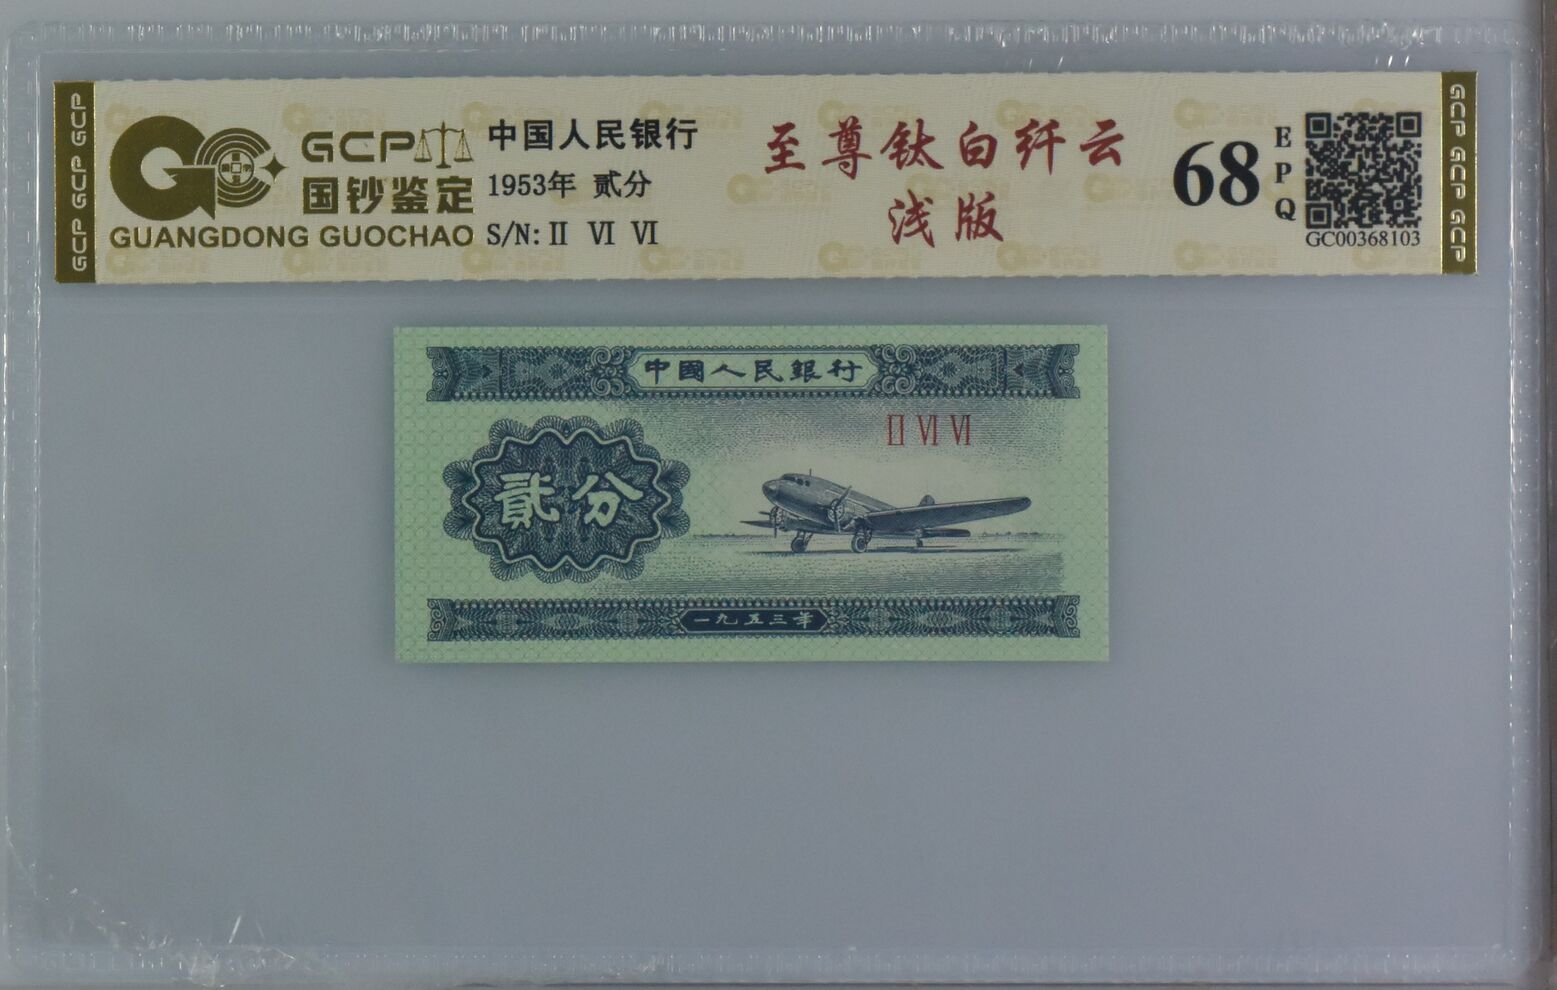 GCP
国钞鉴定
GUANGDONG GUOCHAO
中国人民银行
1953年 贰分
S/N: II VI VI
至尊钛白纤云
浅版
68
EPQ
GC00368103
GCP GCP GCP
GCP GCP GCP
中國人民銀行
II VI VI
貳分
一九五三年